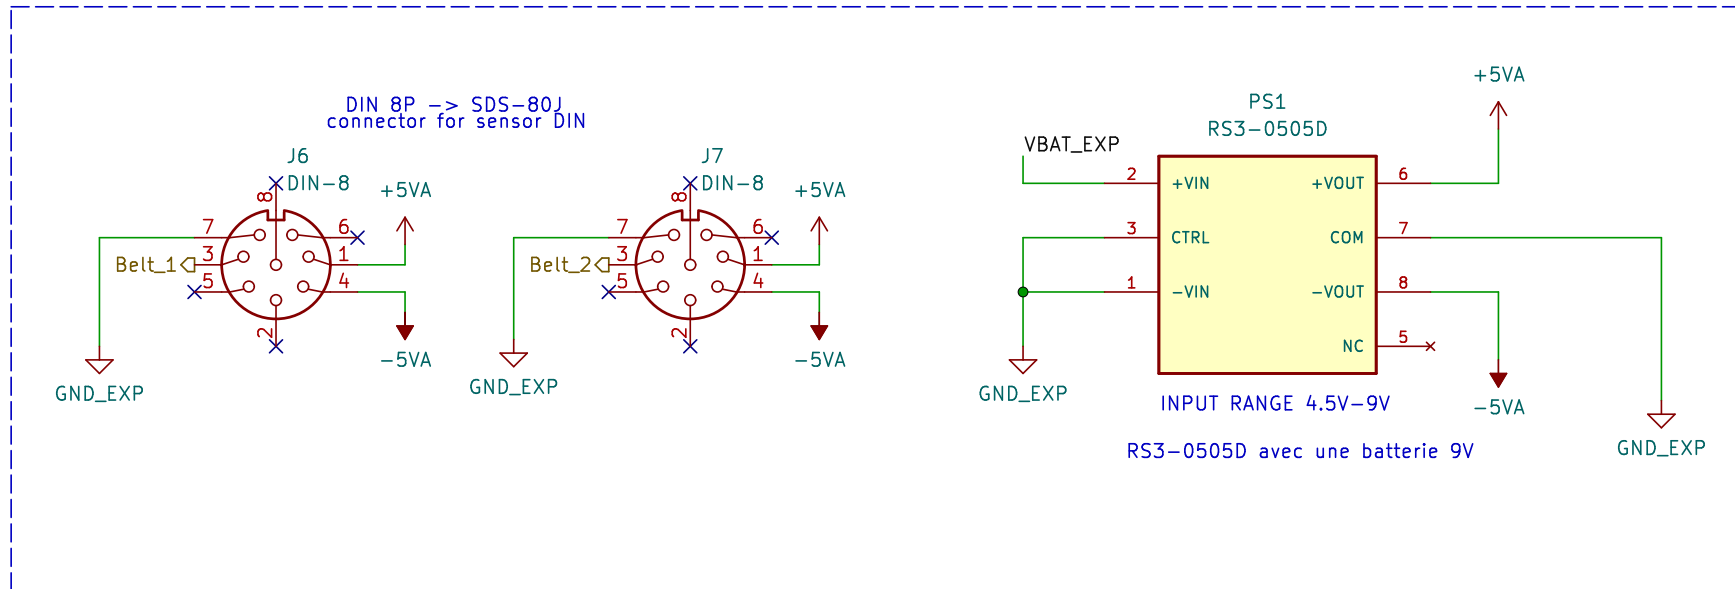 DIN 8P -> SDS-80J
connector for sensor DIN
J6
DIN-8
+5VA
8
7
6
3
1
Belt_1
5
4
2
-5VA
GND_EXP
J7
DIN-8
+5VA
8
7
6
3
1
Belt_2
5
4
2
-5VA
GND_EXP
PS1
RS3-0505D
+5VA
VBAT_EXP
2 +VIN +VOUT 6
3 CTRL COM 7
1 -VIN -VOUT 8
NC 5
GND_EXP
-5VA
GND_EXP
INPUT RANGE 4.5V-9V
RS3-0505D avec une batterie 9V